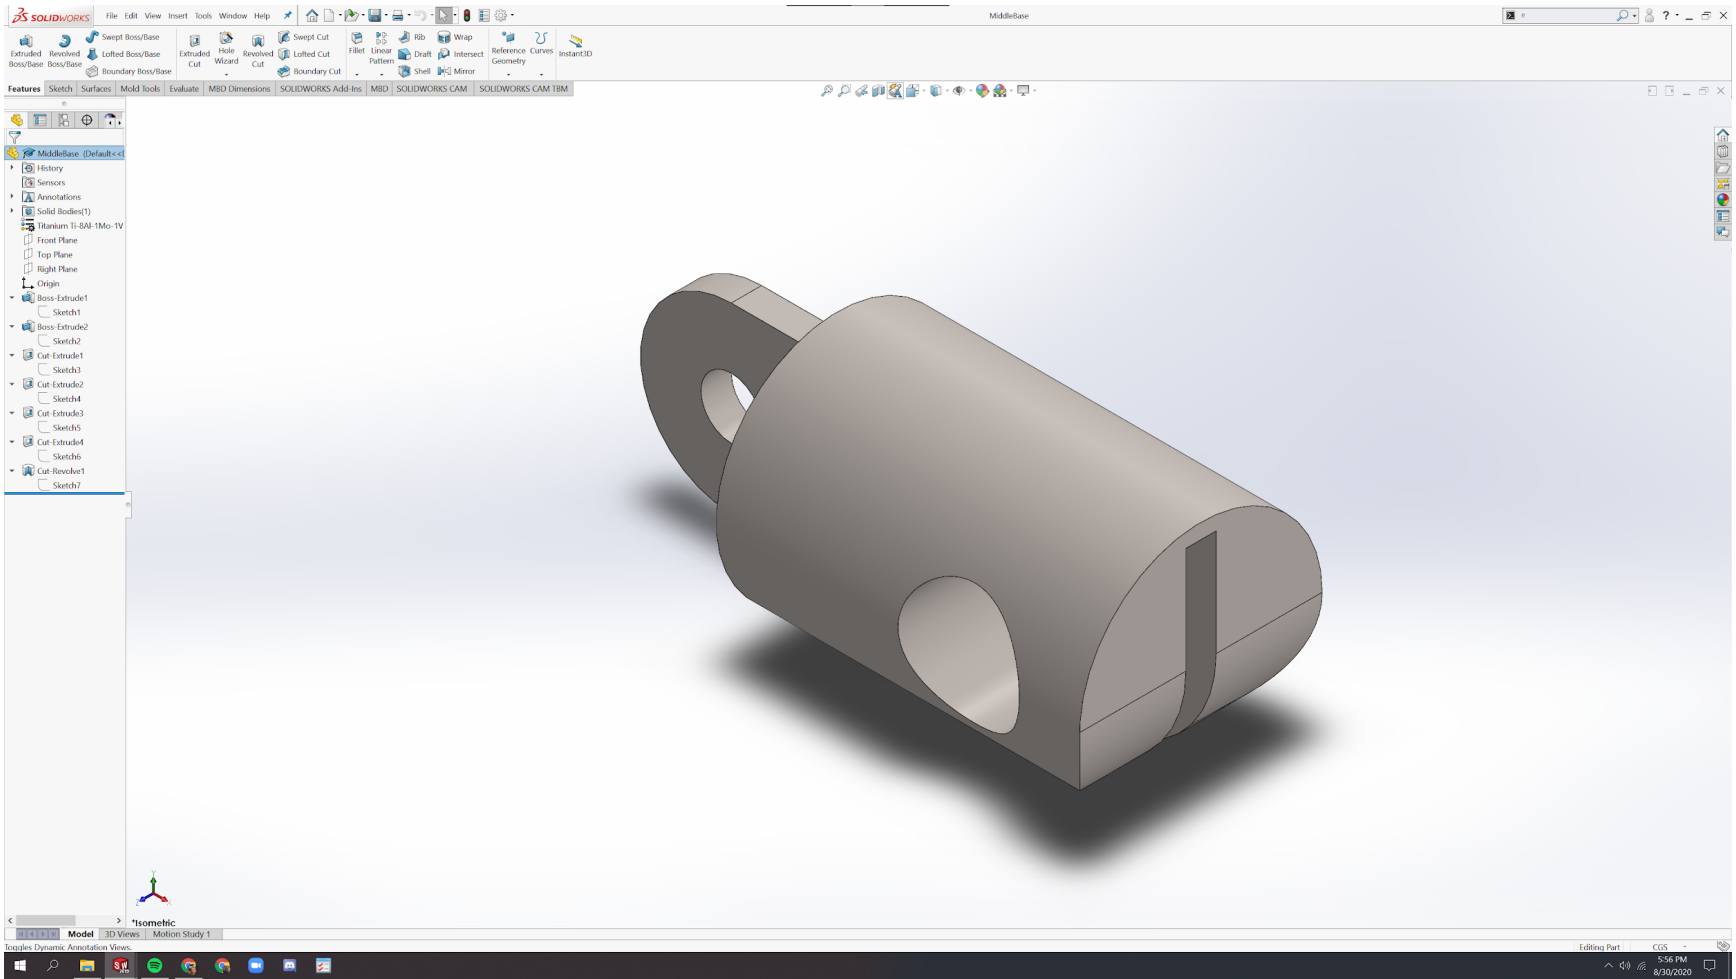 SOLIDWORKS File Edit View Insert Tools Window Help MiddleBase
Extruded Boss/Base
Revolved Boss/Base
Swept Boss/Base
Lofted Boss/Base
Boundary Boss/Base
Extruded Cut
Hole Wizard
Revolved Cut
Swept Cut
Lofted Cut
Boundary Cut
Fillet
Linear Pattern
Rib
Draft
Shell
Wrap
Intersect
Mirror
Reference Geometry
Curves
Instant3D
Features Sketch Surfaces Mold Tools Evaluate MBD Dimensions SOLIDWORKS Add-Ins MBD SOLIDWORKS CAM SOLIDWORKS CAM TBM
MiddleBase (Default<<
History
Sensors
Annotations
Solid Bodies(1)
Titanium Ti-8Al-1Mo-1V
Front Plane
Top Plane
Right Plane
Origin
Boss-Extrude1
Sketch1
Boss-Extrude2
Sketch2
Cut-Extrude1
Sketch3
Cut-Extrude2
Sketch4
Cut-Extrude3
Sketch5
Cut-Extrude4
Sketch6
Cut-Revolve1
Sketch7
*Isometric
Model 3D Views Motion Study 1
Toggles Dynamic Annotation Views. Editing Part CGS
5:56 PM
8/30/2020